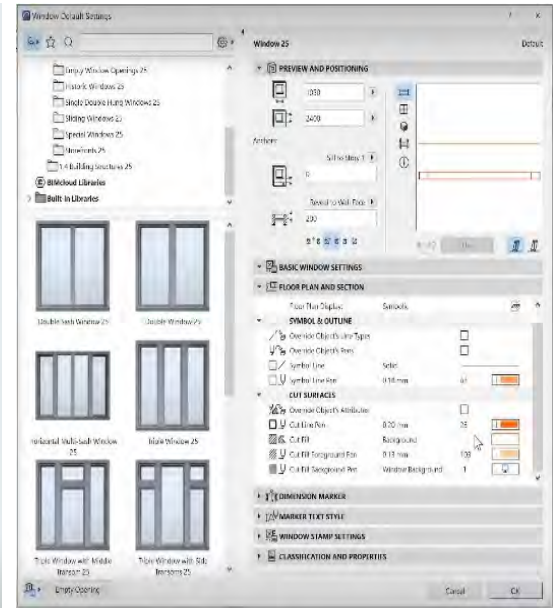 Window Default Settings
?
Window 25
Default
Empty Window Openings 25
Historic Windows 25
Single Double Hung Windows 25
Sliding Windows 25
Special Windows 25
Storefronts 25
1.4 Building Structures 25
BIMcloud Libraries
Built-in Libraries
Double Sash Window 25
Double Window 25
Horizontal Multi-Sash Window
25
Triple Window 25
Triple Window with Middle
Transom 25
Triple Window with Side
Transoms 25
Empty Opening
PREVIEW AND POSITIONING
2400
Anchor:
Sill to Story 1
0
Reveal to Wall Face
200
BASIC WINDOW SETTINGS
FLOOR PLAN AND SECTION
Floor Plan Display
Symbolic
SYMBOL & OUTLINE
Override Object's Line Types
Override Object's Pens
Symbol Line
Solid
Symbol Line Pen
CUT SURFACES
Override Object's Attributes
Cut Line Pen
0.20 mm
Cut Fill
Background
Cut Fill Foreground Pen
0.13 mm
Cut Fill Background Pen
Window Background
1
DIMENSION MARKER
MARKER TEXT STYLE
WINDOW STAMP SETTINGS
CLASSIFICATION AND PROPERTIES
Cancel
OK